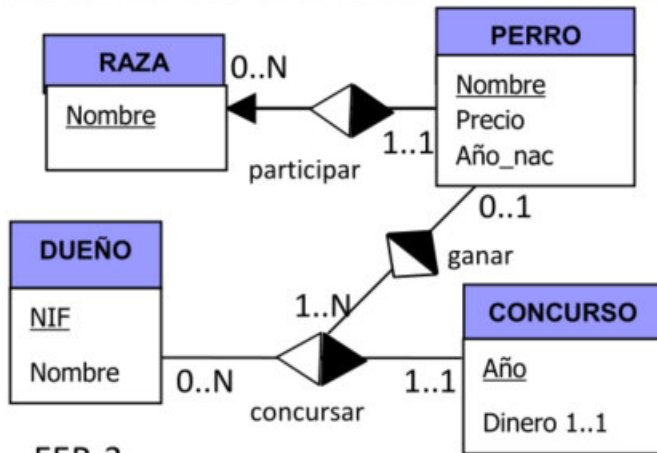 RAZA
Nombre
0..N
participar
1..1
PERRO
Nombre
Precio
Año_nac
0..1
ganar
DUEÑO
NIF
Nombre
0..N
1..N
concursar
1..1
CONCURSO
Año
Dinero 1..1